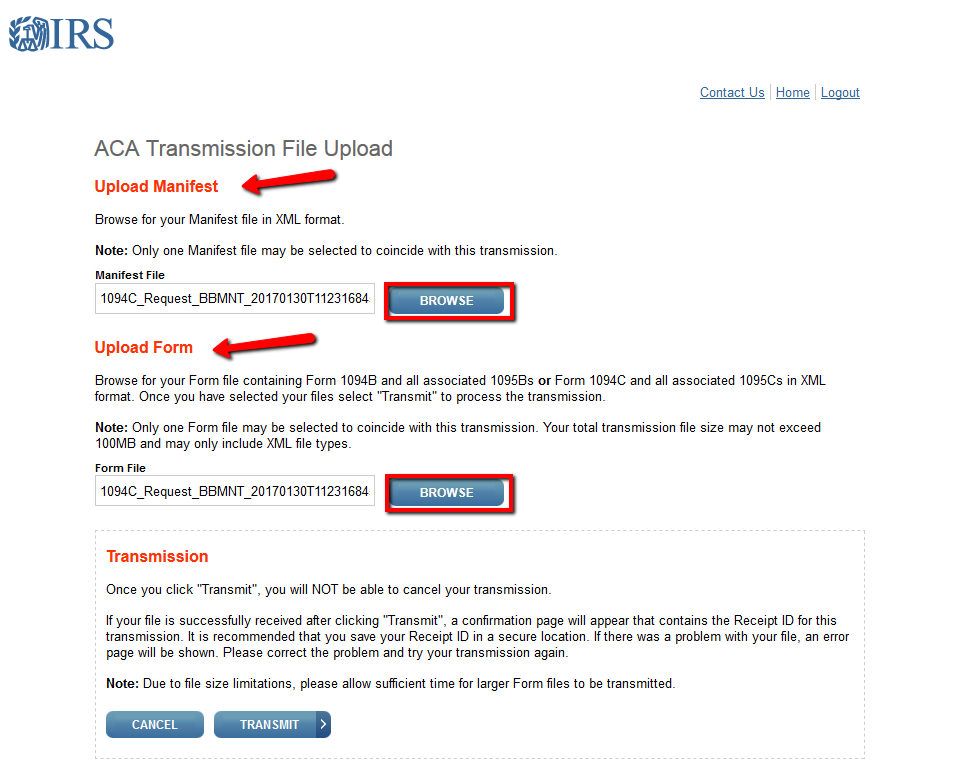 IRS
Contact Us Home Logout
ACA Transmission File Upload
Upload Manifest
Browse for your Manifest file in XML format.
Note: Only one Manifest file may be selected to coincide with this transmission.
Manifest File
1094C_Request_BBMNT_20170130T11231684
BROWSE
Upload Form
Browse for your Form file containing Form 1094B and all associated 1095Bs or Form 1094C and all associated 1095Cs in XML
format. Once you have selected your files select "Transmit" to process the transmission.
Note: Only one Form file may be selected to coincide with this transmission. Your total transmission file size may not exceed
100MB and may only include XML file types.
Form File
1094C_Request_BBMNT_20170130T11231684
BROWSE
Transmission
Once you click "Transmit", you will NOT be able to cancel your transmission.
If your file is successfully received after clicking "Transmit", a confirmation page will appear that contains the Receipt ID for this
transmission. It is recommended that you save your Receipt ID in a secure location. If there was a problem with your file, an error
page will be shown. Please correct the problem and try your transmission again.
Note: Due to file size limitations, please allow sufficient time for larger Form files to be transmitted.
CANCEL TRANSMIT